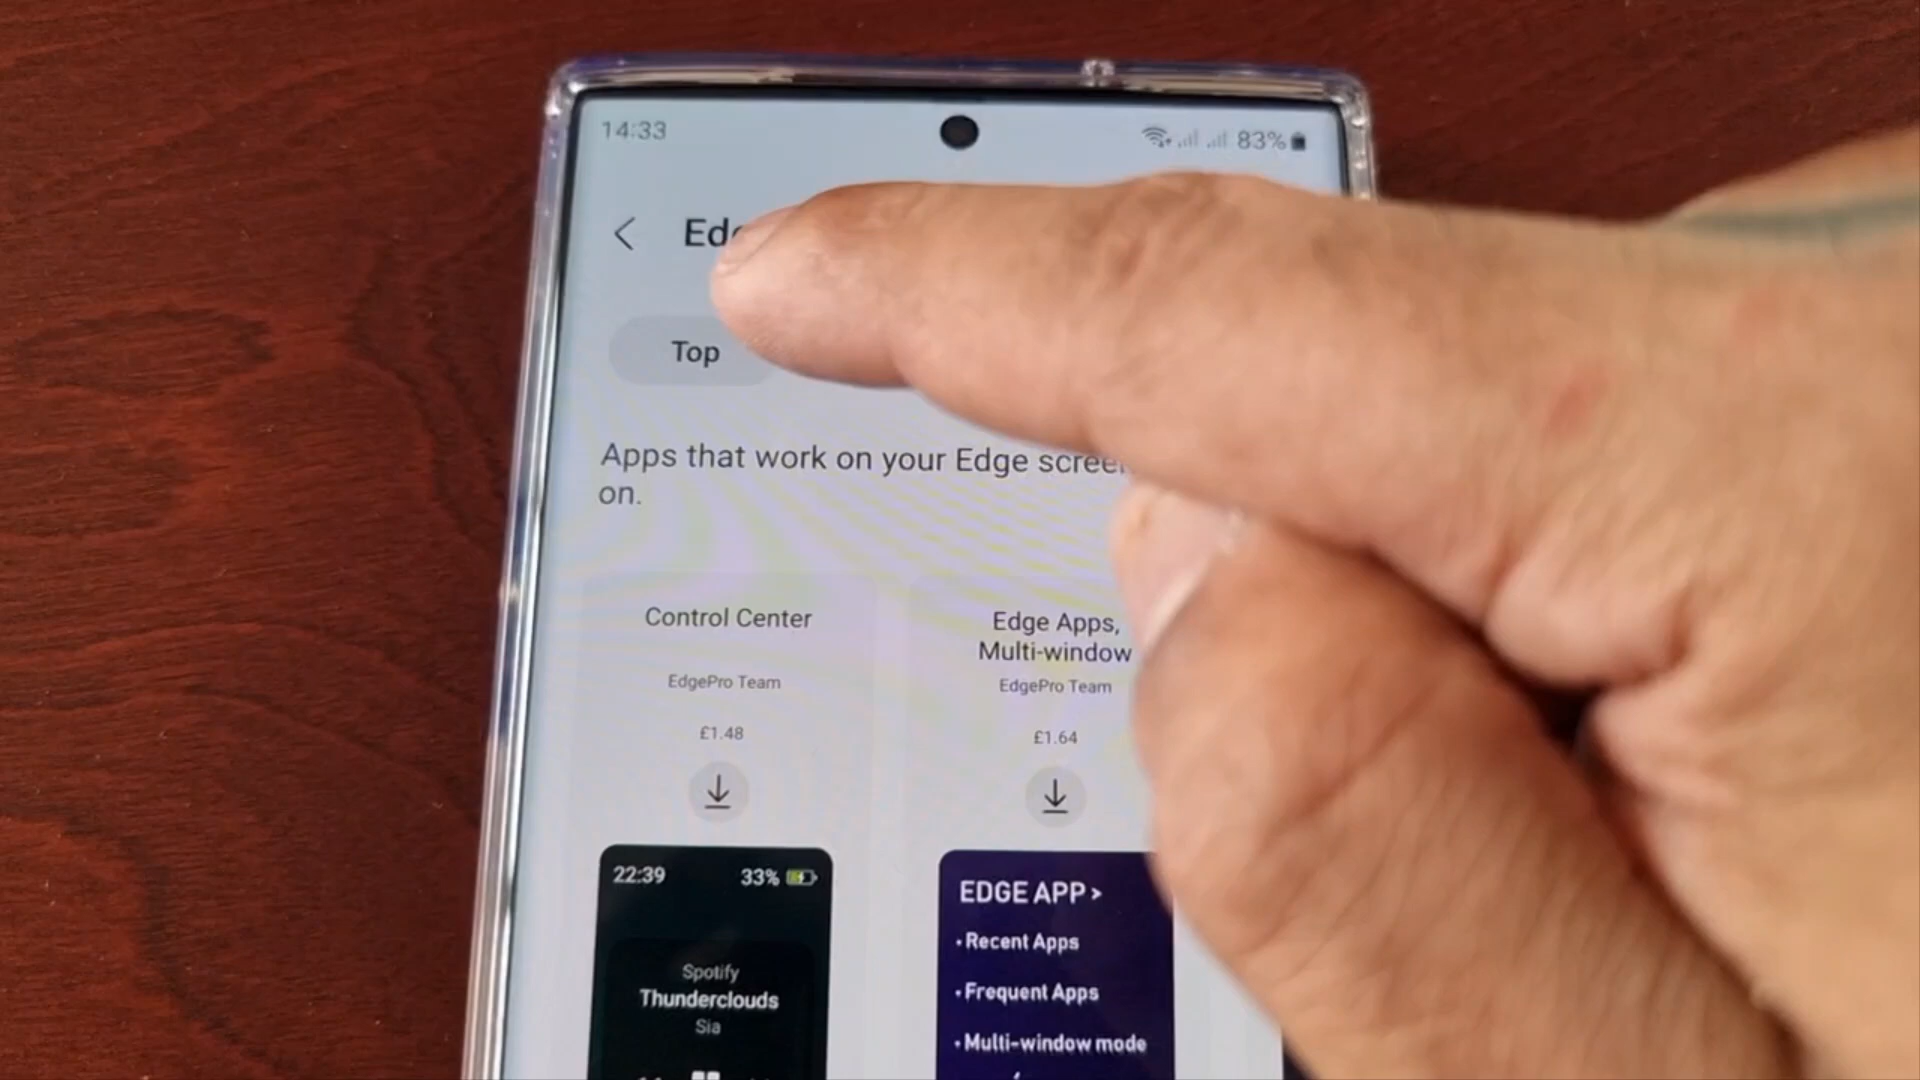 14:33
83%
Top
Apps that work on your Edge
on.
Control Center
EdgePro Team
£1.48
Edge Apps,
Multi-window
EdgePro Team
£1.64
22:39 33%
Spotify
Thunderclouds
Sia
EDGE APP >
• Recent Apps
• Frequent Apps
• Multi-window mode